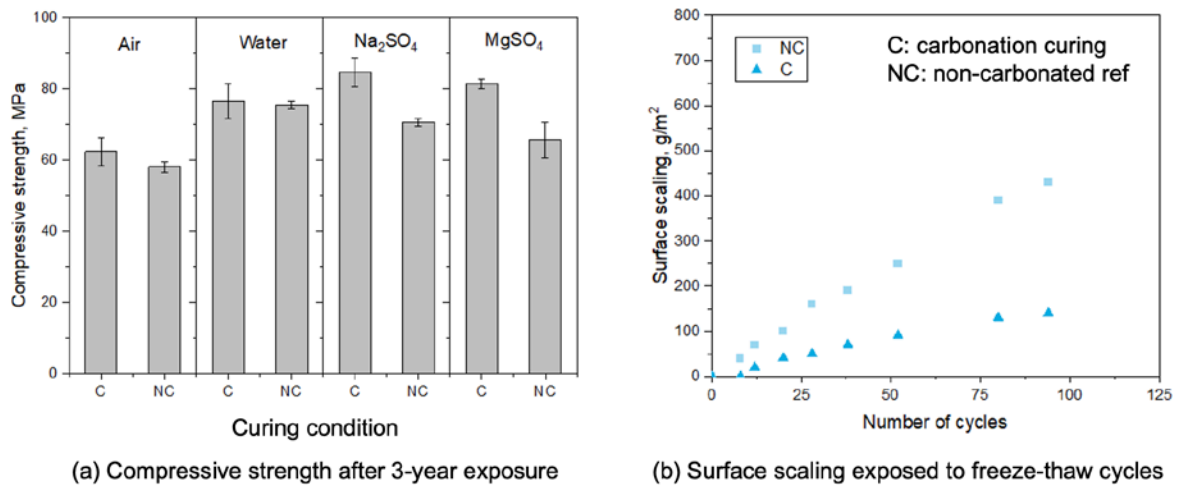 Air Water Na₂SO₄ MgSO₄
Compressive strength, MPa
100
80
60
40
20
0
C NC C NC C NC C NC
Curing condition
(a) Compressive strength after 3-year exposure
NC
C
C: carbonation curing
NC: non-carbonated ref
Surface scaling, g/m²
800
700
600
500
400
300
200
100
0
0 25 50 75 100 125
Number of cycles
(b) Surface scaling exposed to freeze-thaw cycles